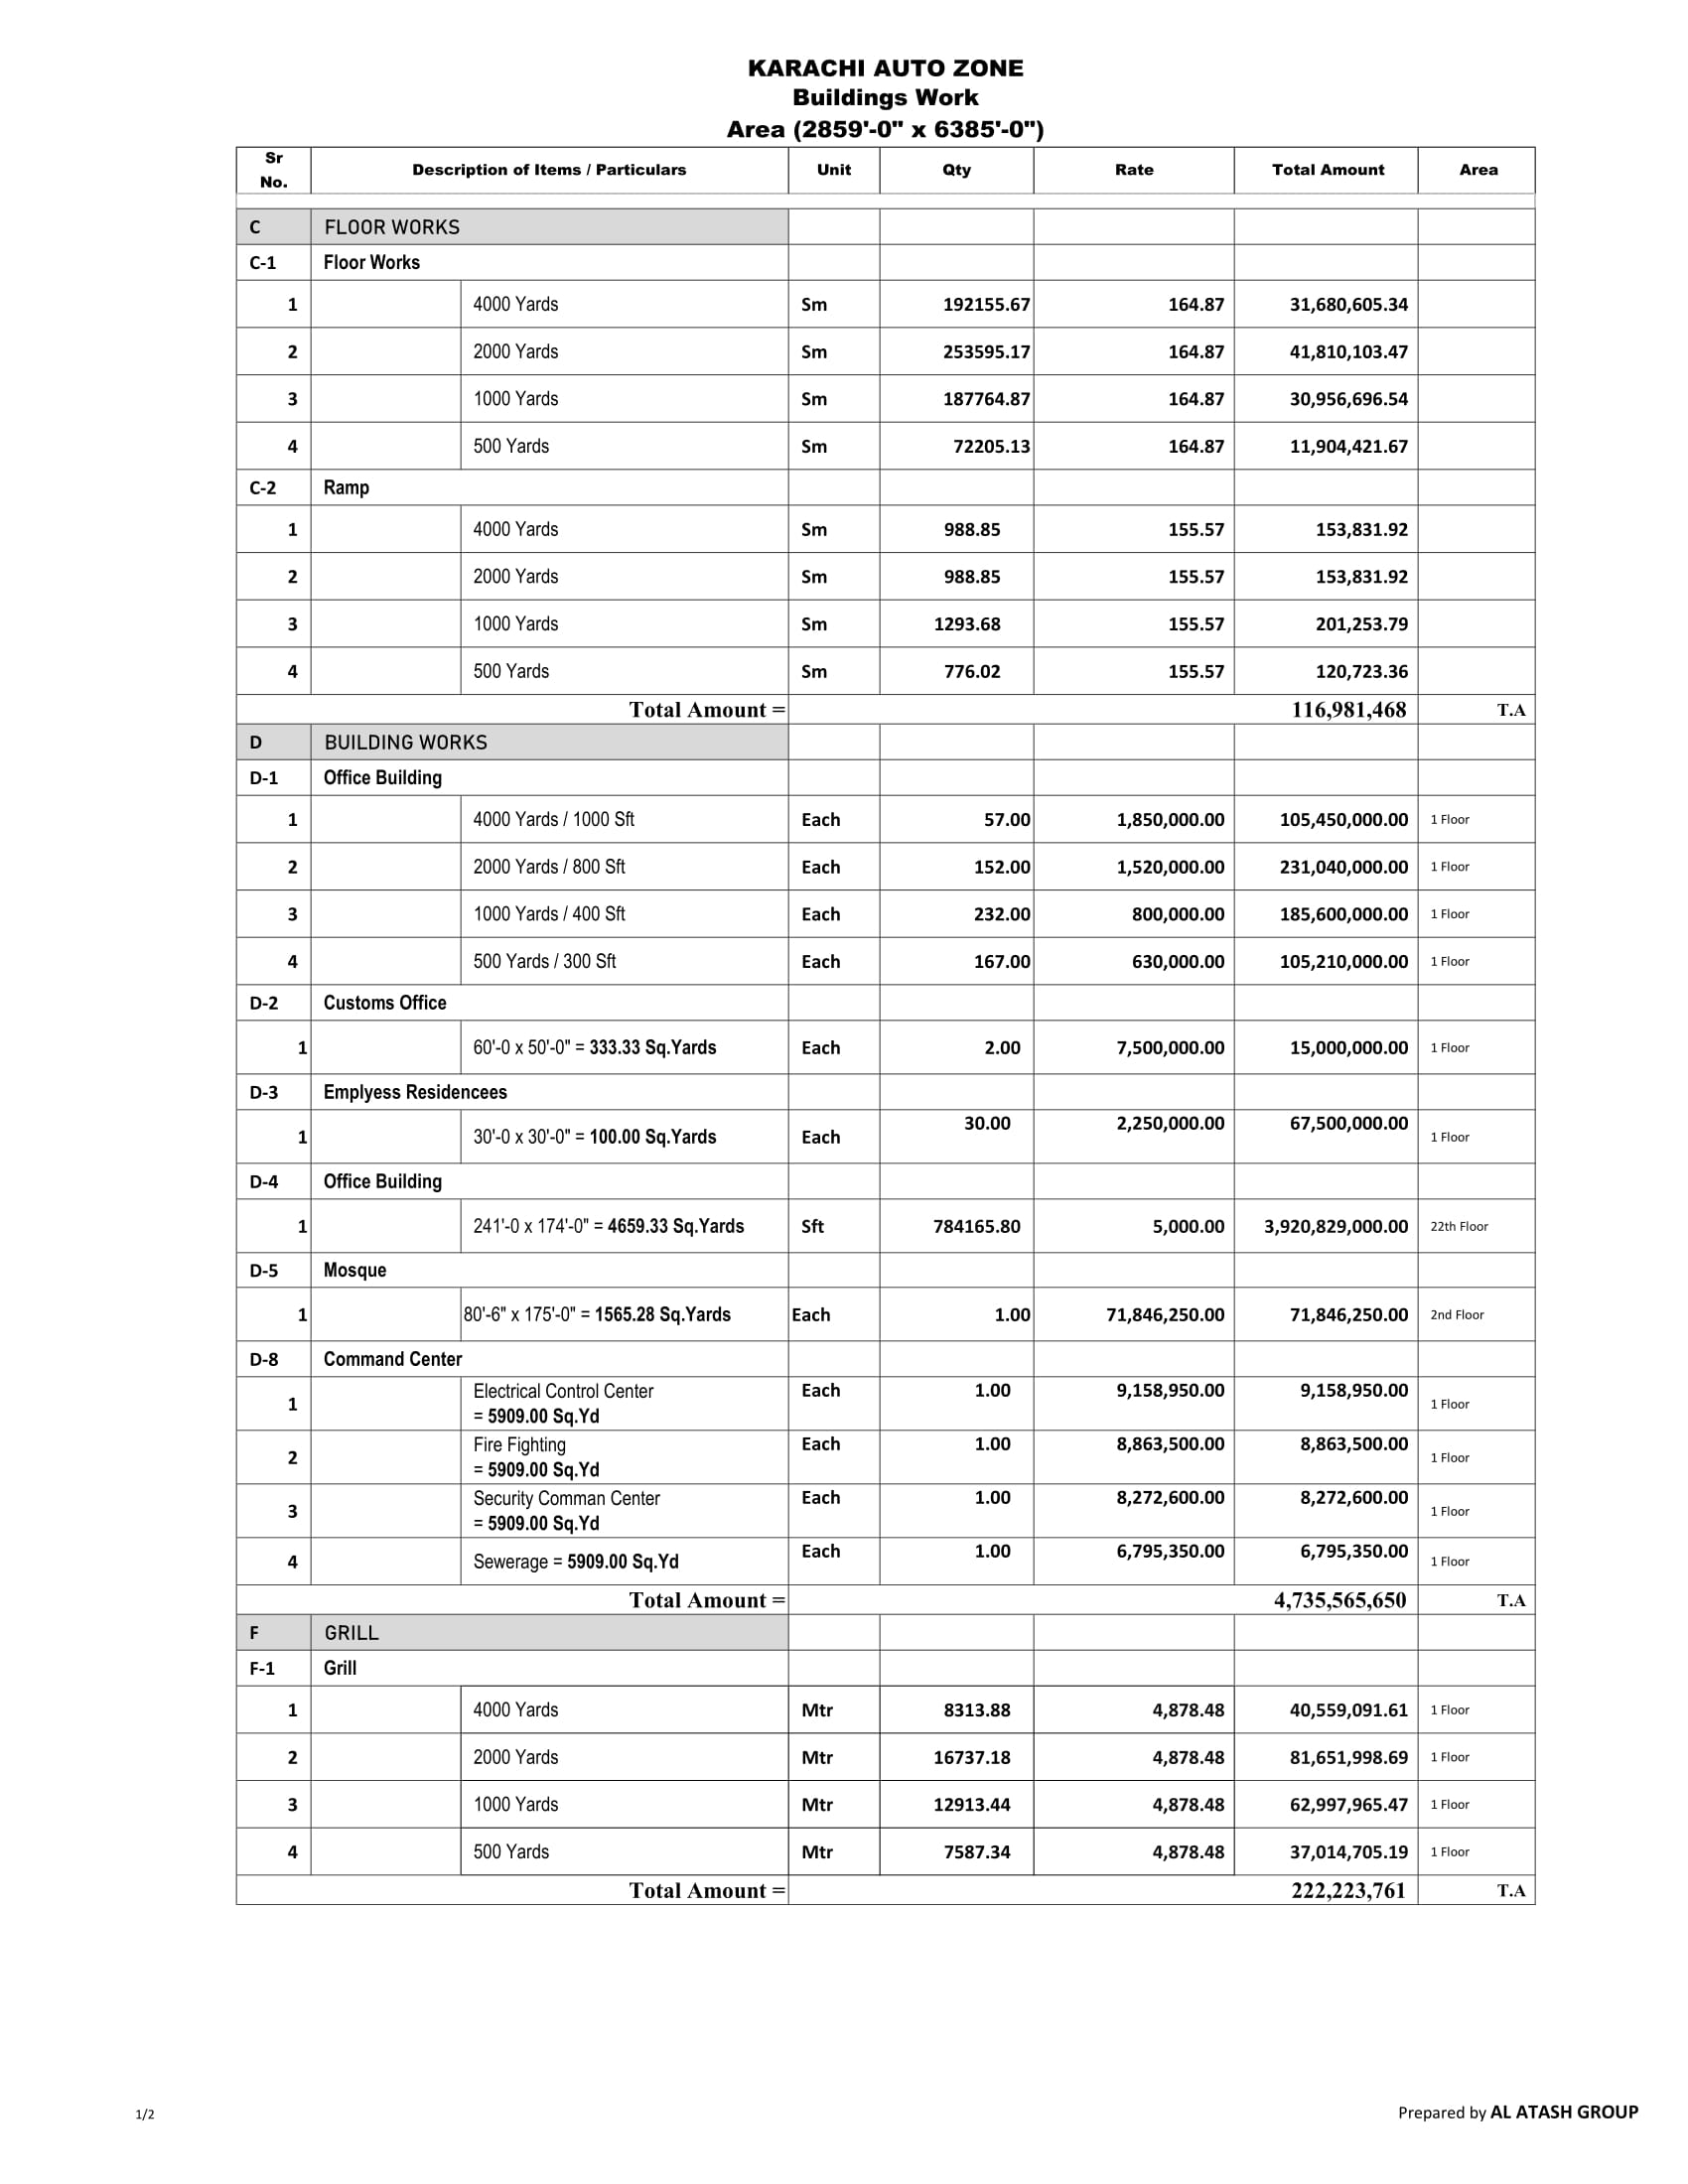 KARACHI AUTO ZONE
Buildings Work
Area (2859'-0" x 6385'-0")
Sr No. Description of Items / Particulars Unit Qty Rate Total Amount Area
C FLOOR WORKS
C-1 Floor Works
1 4000 Yards Sm 192155.67 164.87 31,680,605.34
2 2000 Yards Sm 253595.17 164.87 41,810,103.47
3 1000 Yards Sm 187764.87 164.87 30,956,696.54
4 500 Yards Sm 72205.13 164.87 11,904,421.67
C-2 Ramp
1 4000 Yards Sm 988.85 155.57 153,831.92
2 2000 Yards Sm 988.85 155.57 153,831.92
3 1000 Yards Sm 1293.68 155.57 201,253.79
4 500 Yards Sm 776.02 155.57 120,723.36
Total Amount = 116,981,468 T.A
D BUILDING WORKS
D-1 Office Building
1 4000 Yards / 1000 Sft Each 57.00 1,850,000.00 105,450,000.00 1 Floor
2 2000 Yards / 800 Sft Each 152.00 1,520,000.00 231,040,000.00 1 Floor
3 1000 Yards / 400 Sft Each 232.00 800,000.00 185,600,000.00 1 Floor
4 500 Yards / 300 Sft Each 167.00 630,000.00 105,210,000.00 1 Floor
D-2 Customs Office
1 60'-0 x 50'-0" = 333.33 Sq.Yards Each 2.00 7,500,000.00 15,000,000.00 1 Floor
D-3 Emplyess Residencees
1 30'-0 x 30'-0" = 100.00 Sq.Yards Each 30.00 2,250,000.00 67,500,000.00 1 Floor
D-4 Office Building
1 241'-0 x 174'-0" = 4659.33 Sq.Yards Sft 784165.80 5,000.00 3,920,829,000.00 22th Floor
D-5 Mosque
1 80'-6" x 175'-0" = 1565.28 Sq.Yards Each 1.00 71,846,250.00 71,846,250.00 2nd Floor
D-8 Command Center
1 Electrical Control Center Each 1.00 9,158,950.00 9,158,950.00 1 Floor
= 5909.00 Sq.Yd
2 Fire Fighting Each 1.00 8,863,500.00 8,863,500.00 1 Floor
= 5909.00 Sq.Yd
3 Security Comman Center Each 1.00 8,272,600.00 8,272,600.00 1 Floor
= 5909.00 Sq.Yd
4 Sewerage = 5909.00 Sq.Yd Each 1.00 6,795,350.00 6,795,350.00 1 Floor
Total Amount = 4,735,565,650 T.A
F GRILL
F-1 Grill
1 4000 Yards Mtr 8313.88 4,878.48 40,559,091.61 1 Floor
2 2000 Yards Mtr 16737.18 4,878.48 81,651,998.69 1 Floor
3 1000 Yards Mtr 12913.44 4,878.48 62,997,965.47 1 Floor
4 500 Yards Mtr 7587.34 4,878.48 37,014,705.19 1 Floor
Total Amount = 222,223,761 T.A
1/2 Prepared by AL ATASH GROUP